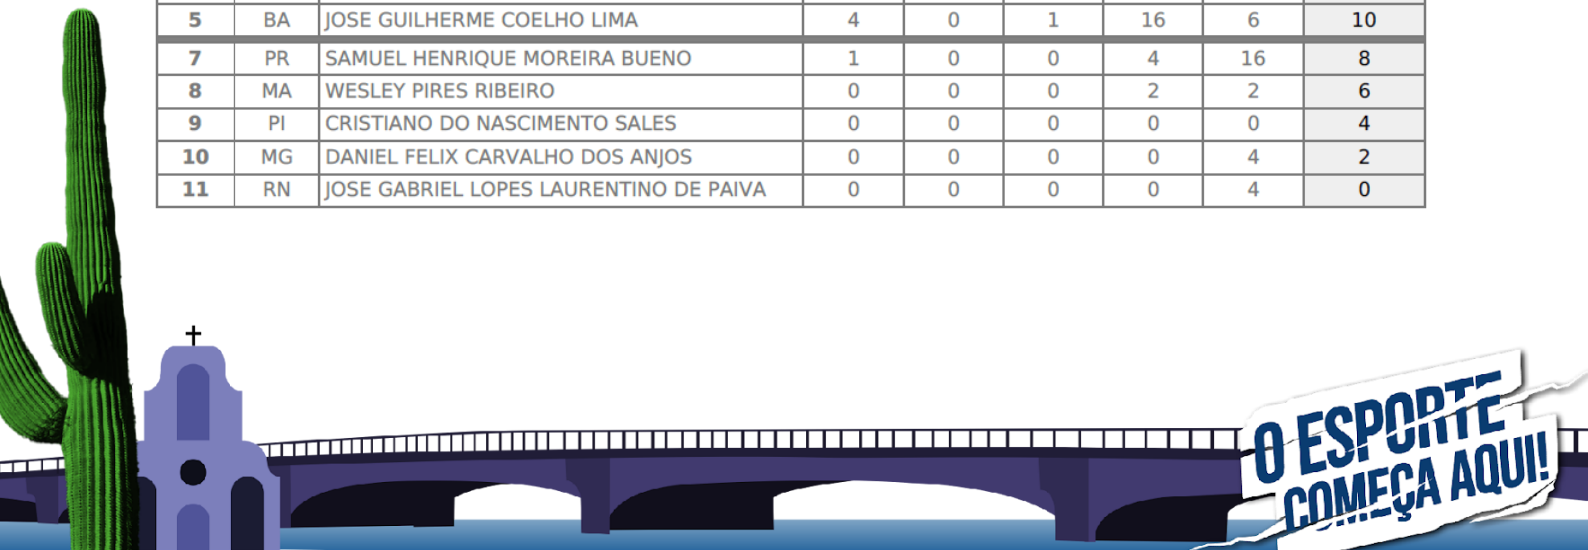 5 BA JOSE GUILHERME COELHO LIMA 4 0 1 16 6 10
7 PR SAMUEL HENRIQUE MOREIRA BUENO 1 0 0 4 16 8
8 MA WESLEY PIRES RIBEIRO 0 0 0 2 2 6
9 PI CRISTIANO DO NASCIMENTO SALES 0 0 0 0 0 4
10 MG DANIEL FELIX CARVALHO DOS ANJOS 0 0 0 0 4 2
11 RN JOSE GABRIEL LOPES LAURENTINO DE PAIVA 0 0 0 0 4 0
O ESPORTE
COMEÇA AQUI!